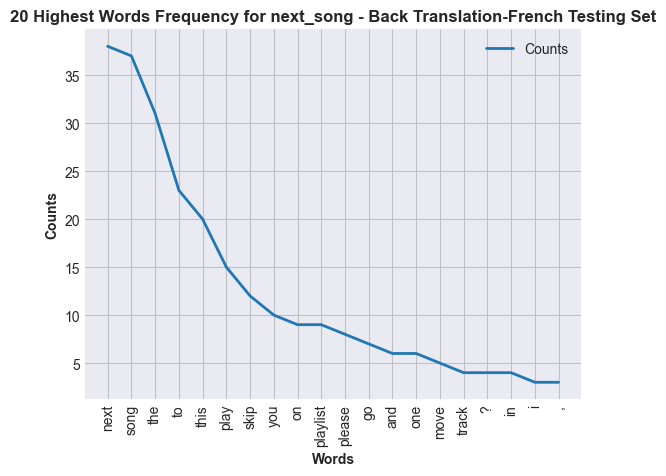 20 Highest Words Frequency for next_song - Back Translation-French Testing Set
Counts
Counts
35
30
25
20
15
10
5
next
song
the
to
this
play
skip
you
on
playlist
please
go
and
one
move
track
?
in
i
,
Words